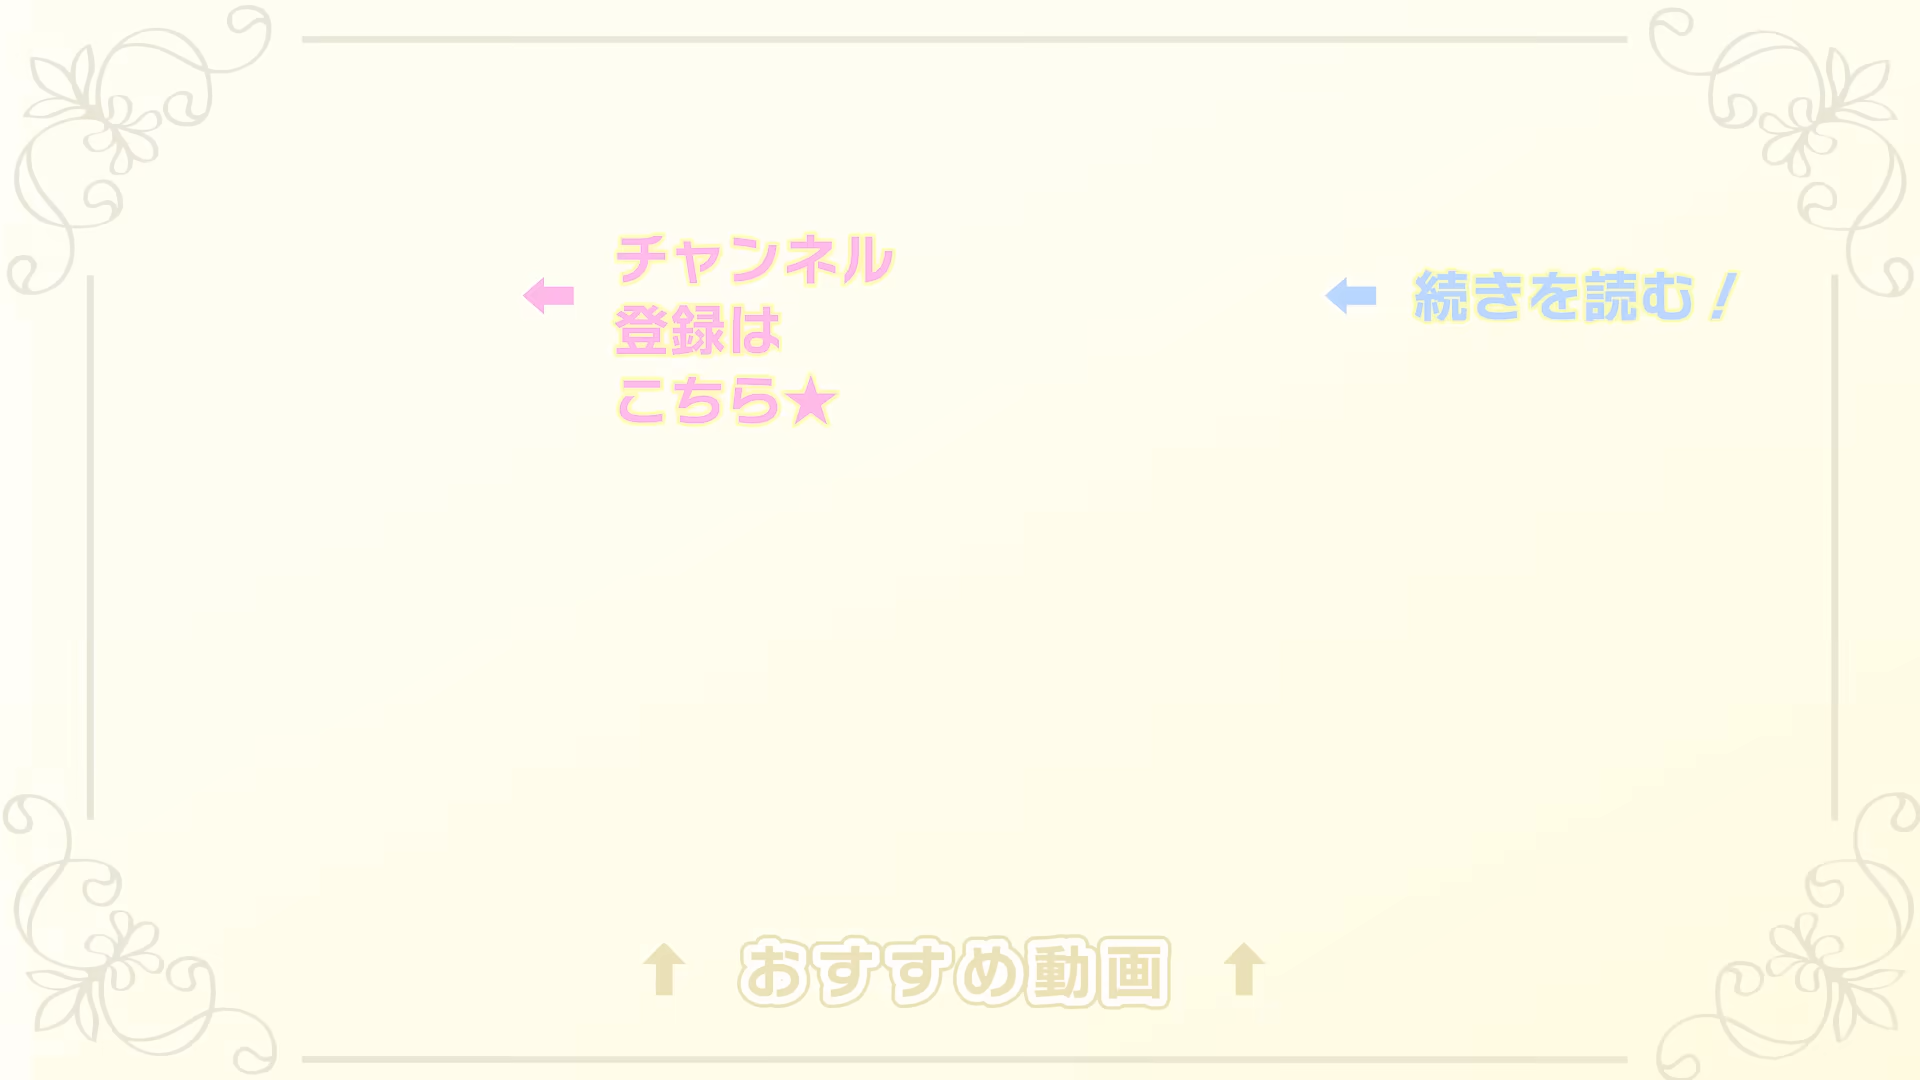 チャンネル
登録は
こちら★
続きを読む！
おすすめ動画